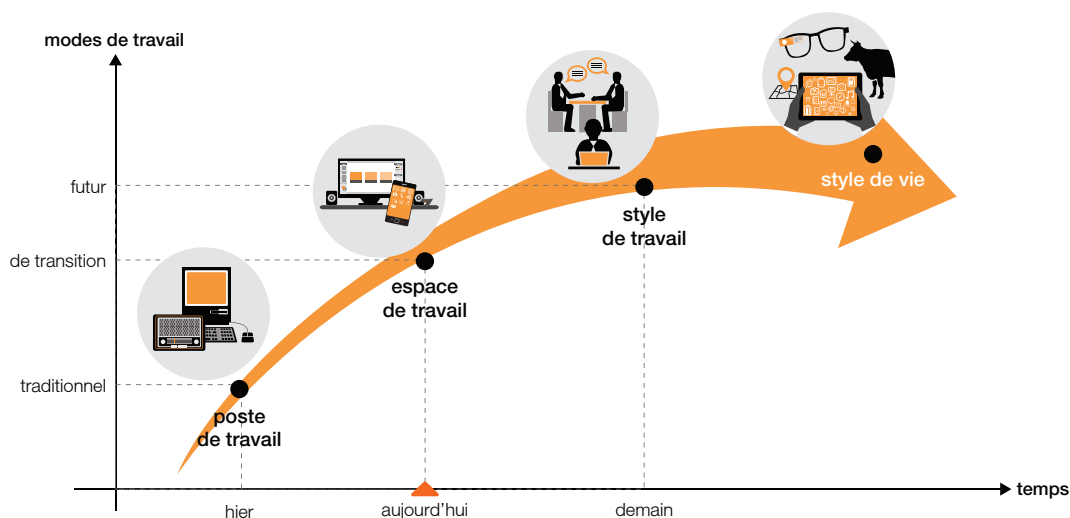 modes de travail
futur
style de vie
style
de travail
de transition
espace
de travail
traditionnel
poste
de travail
temps
hier
aujourd’hui
demain